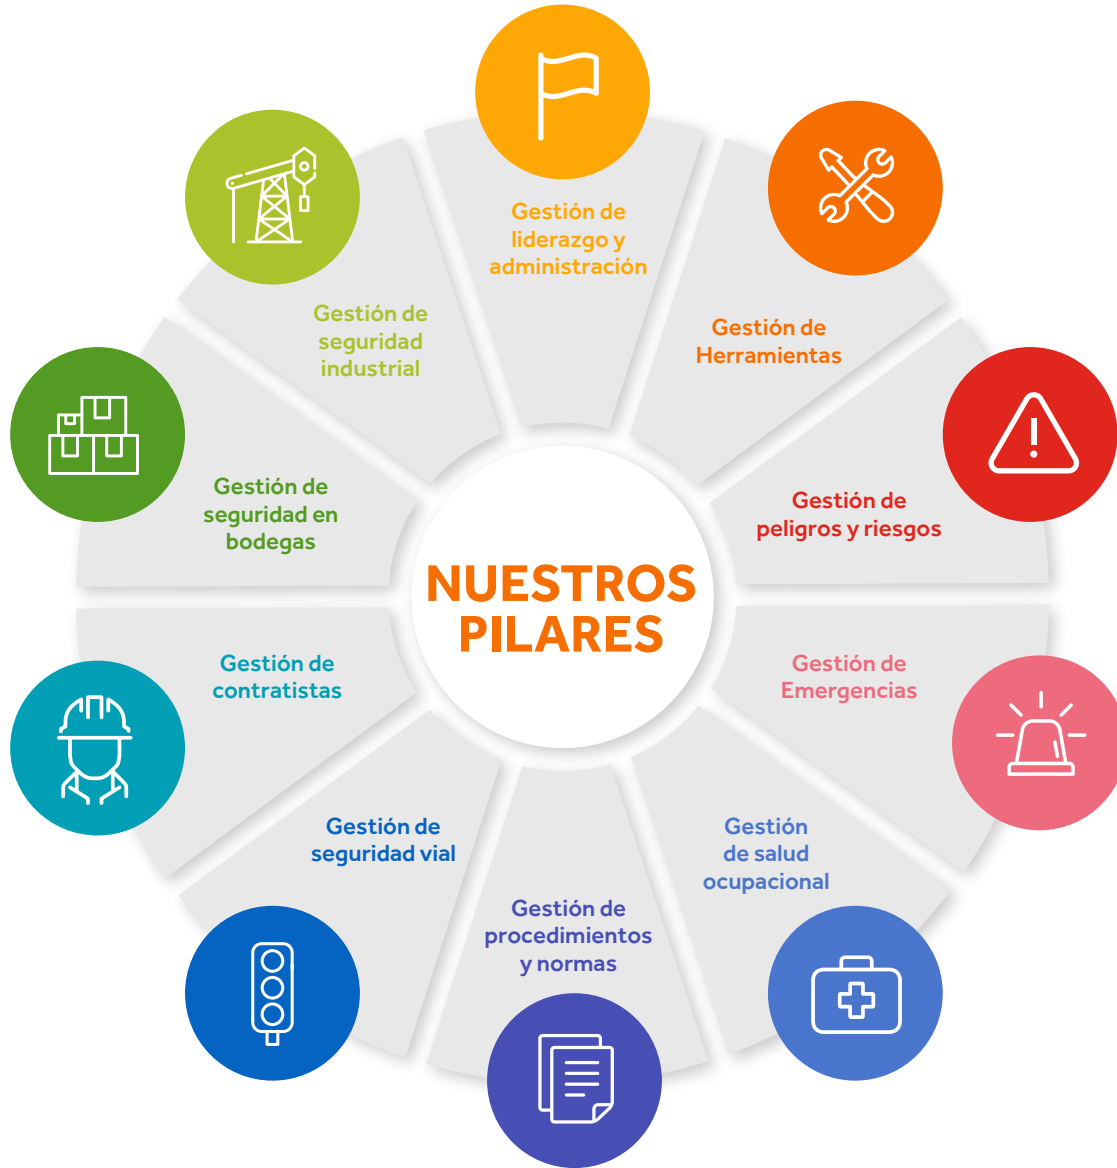 Gestión de
liderazgo y
administración
Gestión de
Herramientas
Gestión de
peligros y riesgos
Gestión de
Emergencias
Gestión
de salud
ocupacional
Gestión de
procedimientos
y normas
Gestión de
seguridad vial
Gestión de
contratistas
Gestión de
seguridad en
bodegas
Gestión de
seguridad
industrial
NUESTROS
PILARES